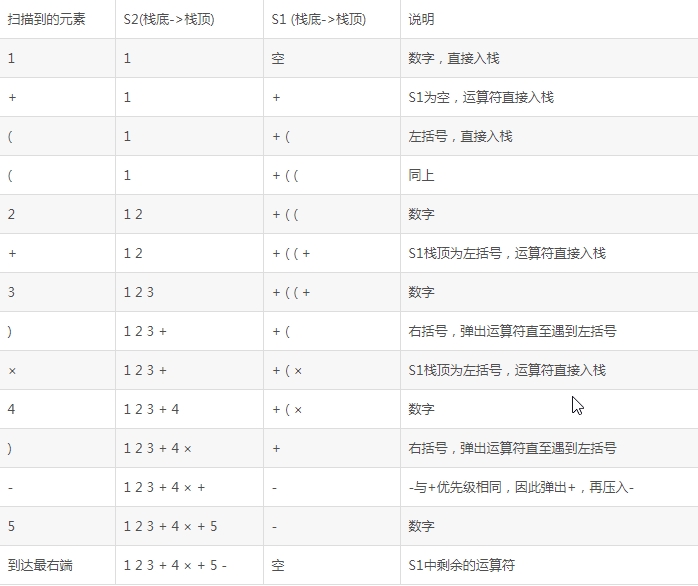 扫描到的元素 S2(栈底->栈顶) S1 (栈底->栈顶) 说明
1 1 空 数字，直接入栈
+ 1 + S1为空，运算符直接入栈
( 1 + ( 左括号，直接入栈
( 1 + ( ( 同上
2 1 2 + ( ( 数字
+ 1 2 + ( ( + S1栈顶为左括号，运算符直接入栈
3 1 2 3 + ( ( + 数字
) 1 2 3 + + ( 右括号，弹出运算符直至遇到左括号
× 1 2 3 + + ( × S1栈顶为左括号，运算符直接入栈
4 1 2 3 + 4 + ( × 数字
) 1 2 3 + 4 × + 右括号，弹出运算符直至遇到左括号
- 1 2 3 + 4 × + - -与+优先级相同，因此弹出+，再压入-
5 1 2 3 + 4 × + 5 - 数字
到达最右端 1 2 3 + 4 × + 5 - 空 S1中剩余的运算符